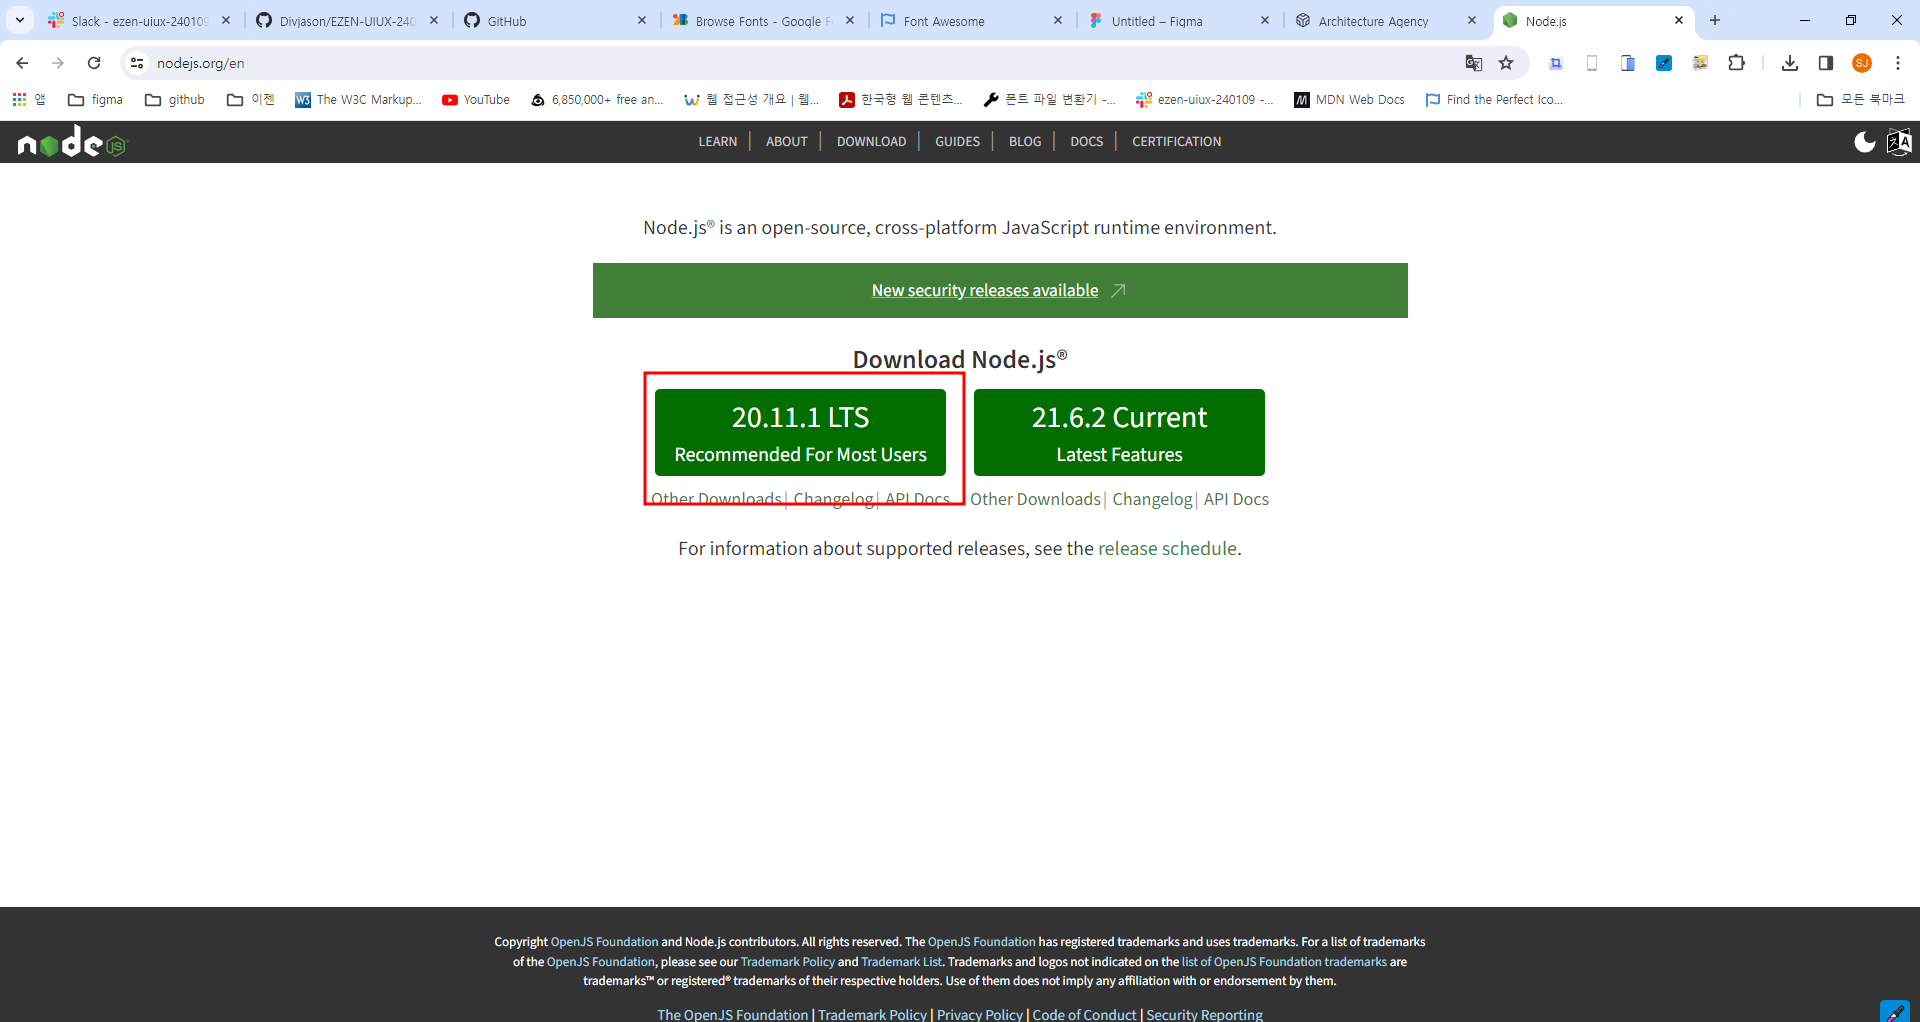 Slack - ezen-uiux-240109
Divjason/EZEN-UIUX-240
GitHub
Browse Fonts - Google F
Font Awesome
Untitled – Figma
Architecture Agency
Node.js
nodejs.org/en
SJ
앱
figma
github
이젠
W3 The W3C Markup...
YouTube
6,850,000+ free an...
웹 접근성 개요 | 웹...
한국형 웹 콘텐츠...
폰트 파일 변환기 -...
ezen-uiux-240109 -...
M MDN Web Docs
Find the Perfect Ico...
모든 북마크
node JS
LEARN | ABOUT | DOWNLOAD | GUIDES | BLOG | DOCS | CERTIFICATION
Node.js® is an open-source, cross-platform JavaScript runtime environment.
New security releases available
Download Node.js®
20.11.1 LTS
Recommended For Most Users
21.6.2 Current
Latest Features
Other Downloads | Changelog | API Docs
Other Downloads | Changelog | API Docs
For information about supported releases, see the release schedule.
Copyright OpenJS Foundation and Node.js contributors. All rights reserved. The OpenJS Foundation has registered trademarks and uses trademarks. For a list of trademarks
of the OpenJS Foundation, please see our Trademark Policy and Trademark List. Trademarks and logos not indicated on the list of OpenJS Foundation trademarks are
trademarks™ or registered® trademarks of their respective holders. Use of them does not imply any affiliation with or endorsement by them.
The OpenJS Foundation | Trademark Policy | Privacy Policy | Code of Conduct | Security Reporting